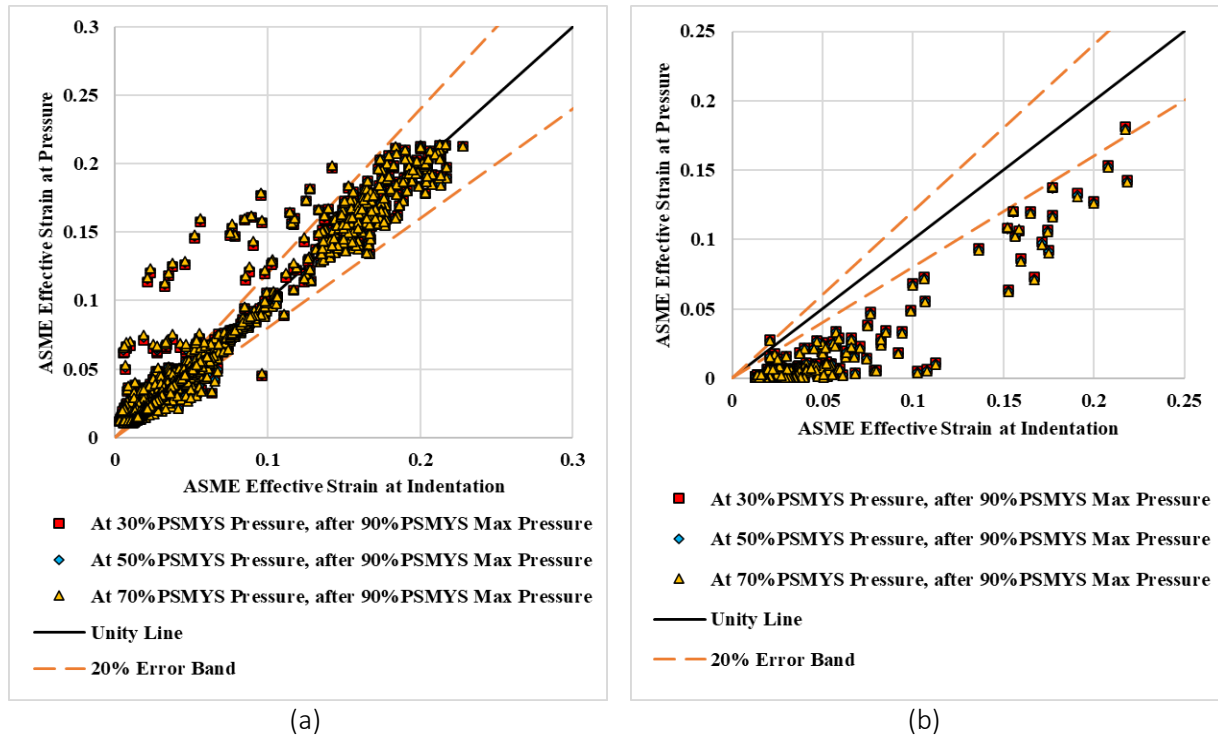 0.3
0.25
0.2
0.15
0.1
0.05
0
0 0.1 0.2 0.3
ASME Effective Strain at Pressure
ASME Effective Strain at Indentation
At 30%PSMYS Pressure, after 90%PSMYS Max Pressure
At 50%PSMYS Pressure, after 90%PSMYS Max Pressure
At 70%PSMYS Pressure, after 90%PSMYS Max Pressure
Unity Line
20% Error Band
(a)
0.25
0.2
0.15
0.1
0.05
0
0 0.05 0.1 0.15 0.2 0.25
ASME Effective Strain at Pressure
ASME Effective Strain at Indentation
At 30%PSMYS Pressure, after 90%PSMYS Max Pressure
At 50%PSMYS Pressure, after 90%PSMYS Max Pressure
At 70%PSMYS Pressure, after 90%PSMYS Max Pressure
Unity Line
20% Error Band
(b)